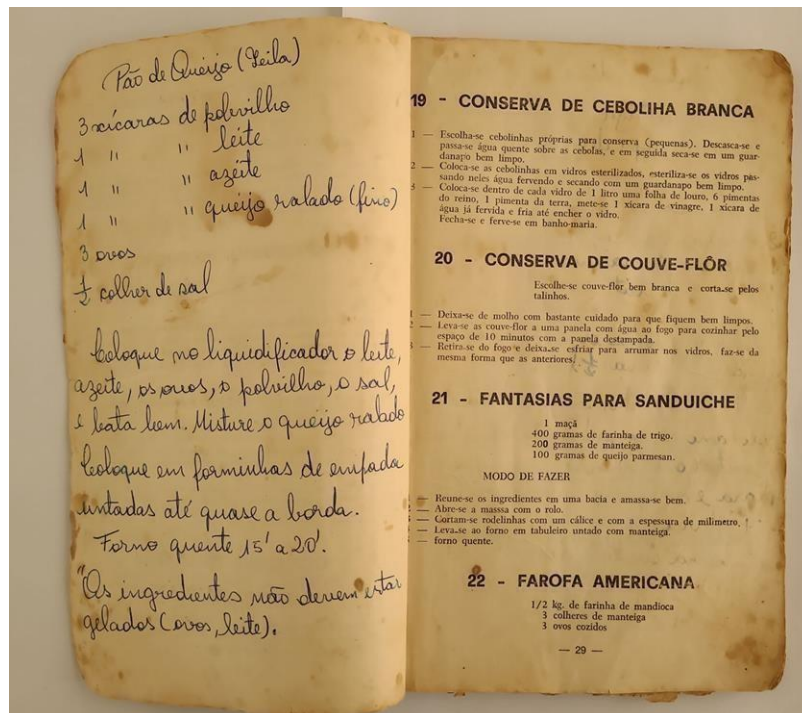 Pão de Queijo (Leila)
3 xícaras de polvilho
1 " " leite
1 " " azeite
1 " " queijo ralado (fino)
3 ovos
½ colher de sal
Coloque no liquidificador o leite,
azeite, os ovos, o polvilho, o sal,
e bata bem. Misture o queijo ralado
Coloque em forminhas de empada
untadas até quase a borda.
Forno quente 15' a 20'.
"Os ingredientes não devem estar
gelados (ovos, leite).
19 - CONSERVA DE CEBOLIHA BRANCA
1 — Escolha-se cebolinhas próprias para conserva (pequenas). Descasca-se e
passa-se água quente sobre as cebolas, e em seguida seca-se em um guar-
danapo bem limpo.
2 — Coloca-se as cebolinhas em vidros esterilizados, esteriliza-se os vidros pas-
sando neles água fervendo e secando com um guardanapo bem limpo.
3 — Coloca-se dentro de cada vidro de 1 litro uma folha de louro, 6 pimentas
do reino, 1 pimenta da terra, mete-se 1 xicara de vinagre, 1 xicara de
água já fervida e fria até encher o vidro.
Fecha-se e ferve-se em banho-maria.
20 - CONSERVA DE COUVE-FLÔR
Escolhe-se couve-flor bem branca e corta-se pelos
talinhos.
— Deixa-se de molho com bastante cuidado para que fiquem bem limpos.
— Leva-se as couve-flor a uma panela com água ao fogo para cozinhar pelo
espaço de 10 minutos com a panela destampada.
— Retira-se do fogo e deixa-se esfriar para arrumar nos vidros, faz-se da
mesma forma que as anteriores.
21 - FANTASIAS PARA SANDUICHE
1 maçã
400 gramas de farinha de trigo.
200 gramas de manteiga.
100 gramas de queijo parmesan.
MODO DE FAZER
— Reune-se os ingredientes em uma bacia e amassa-se bem.
— Abre-se a masssa com o rolo.
— Cortam-se rodelinhas com um cálice e com a espessura de milimetro.
— Leva-se ao forno em tabuleiro untado com manteiga.
— forno quente.
22 - FAROFA AMERICANA
1/2 kg. de farinha de mandioca
3 colheres de manteiga
3 ovos cozidos
— 29 —